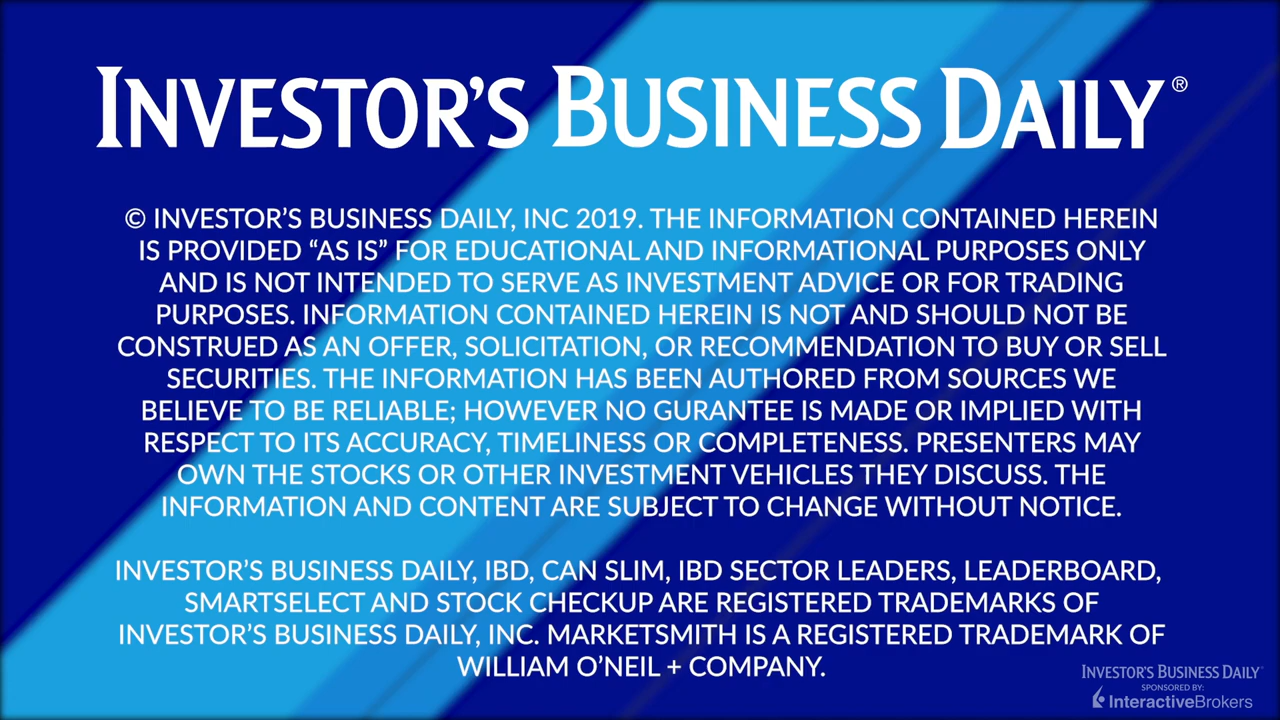 INVESTOR'S BUSINESS DAILY®
© INVESTOR'S BUSINESS DAILY, INC 2019. THE INFORMATION CONTAINED HEREIN
IS PROVIDED “AS IS” FOR EDUCATIONAL AND INFORMATIONAL PURPOSES ONLY
AND IS NOT INTENDED TO SERVE AS INVESTMENT ADVICE OR FOR TRADING
PURPOSES. INFORMATION CONTAINED HEREIN IS NOT AND SHOULD NOT BE
CONSTRUED AS AN OFFER, SOLICITATION, OR RECOMMENDATION TO BUY OR SELL
SECURITIES. THE INFORMATION HAS BEEN AUTHORED FROM SOURCES WE
BELIEVE TO BE RELIABLE; HOWEVER NO GURANTEE IS MADE OR IMPLIED WITH
RESPECT TO ITS ACCURACY, TIMELINESS OR COMPLETENESS. PRESENTERS MAY
OWN THE STOCKS OR OTHER INVESTMENT VEHICLES THEY DISCUSS. THE
INFORMATION AND CONTENT ARE SUBJECT TO CHANGE WITHOUT NOTICE.
INVESTOR'S BUSINESS DAILY, IBD, CAN SLIM, IBD SECTOR LEADERS, LEADERBOARD,
SMARTSELECT AND STOCK CHECKUP ARE REGISTERED TRADEMARKS OF
INVESTOR'S BUSINESS DAILY, INC. MARKETSMITH IS A REGISTERED TRADEMARK OF
WILLIAM O'NEIL + COMPANY.
INVESTOR'S BUSINESS DAILY
SPONSORED BY:
InteractiveBrokers